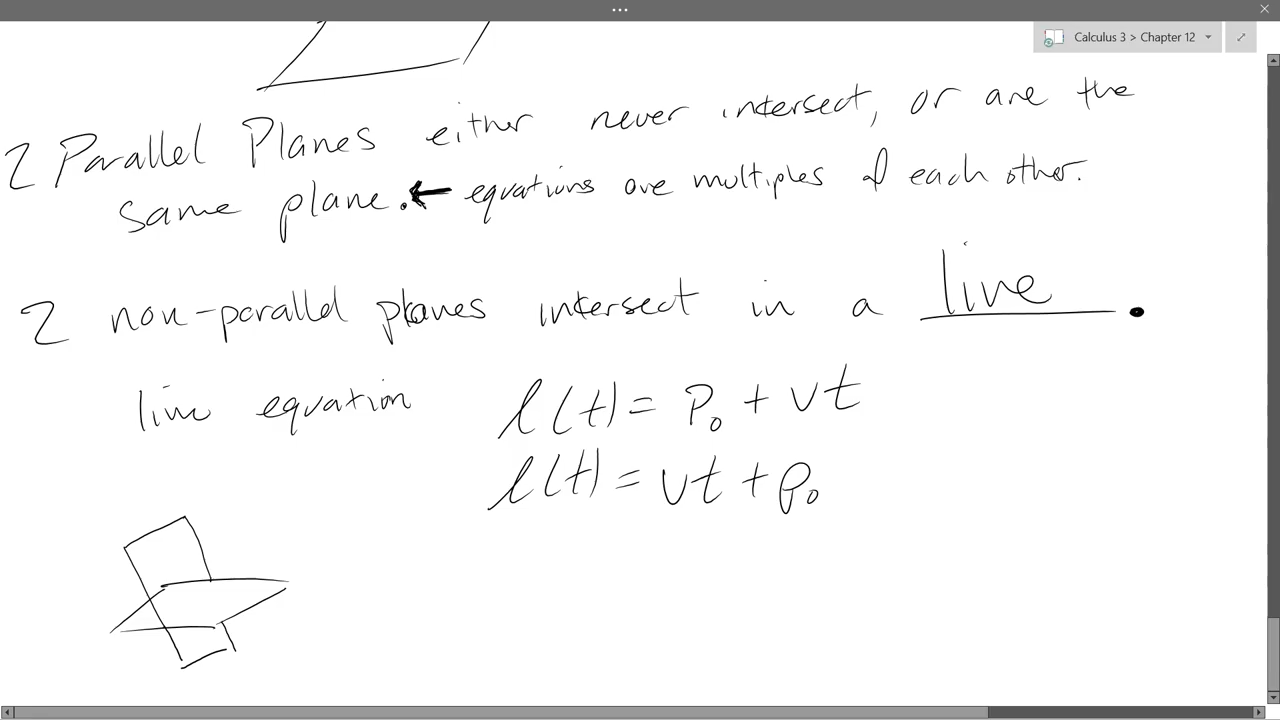 Calculus 3 > Chapter 12
2 Parallel Planes either never intersect, or are the
same plane. ← equations are multiples of each other.
2 non-parallel planes intersect in a line.
line equation l(t) = P₀ + vt
l(t) = vt + P₀